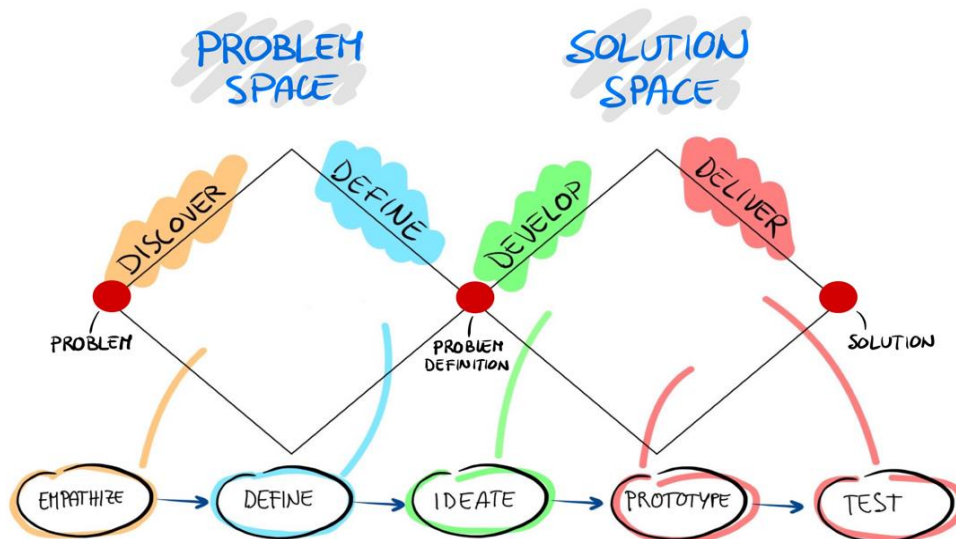 PROBLEM
SPACE
SOLUTION
SPACE
DISCOVER
DEFINE
DEVELOP
DELIVER
PROBLEM
PROBLEM
DEFINITION
SOLUTION
EMPATHIZE
DEFINE
IDEATE
PROTOTYPE
TEST